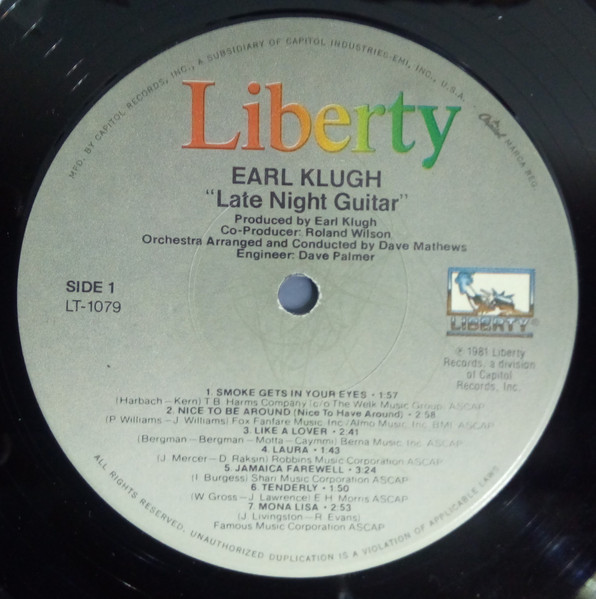 MFD. BY CAPITOL RECORDS, INC., A SUBSIDIARY OF CAPITOL INDUSTRIES-EMI, INC., U.S.A. • Capitol MARCA REG.
Liberty
EARL KLUGH
"Late Night Guitar"
Produced by Earl Klugh
Co-Producer: Roland Wilson
Orchestra Arranged and Conducted by Dave Mathews
Engineer: Dave Palmer
SIDE 1
LT-1079
LIBERTY®
℗ 1981 Liberty
Records, a division
of Capitol
Records, Inc.
1. SMOKE GETS IN YOUR EYES • 1:57
(Harbach – Kern) T.B. Harms Company (c/o The Welk Music Group) ASCAP
2. NICE TO BE AROUND (Nice To Have Around) • 2:58
(P. Williams – J. Williams) Fox Fanfare Music, Inc./Almo Music, Inc. BMI, ASCAP
3. LIKE A LOVER • 2:41
(Bergman – Bergman – Motta – Caymmi) Berna Music, Inc. ASCAP
4. LAURA • 1:43
(J. Mercer – D. Raksin) Robbins Music Corporation ASCAP
5. JAMAICA FAREWELL • 3:24
(I. Burgess) Shari Music Corporation ASCAP
6. TENDERLY • 1:50
(W. Gross – J. Lawrence) E.H. Morris ASCAP
7. MONA LISA • 2:53
(J. Livingston – R. Evans)
Famous Music Corporation ASCAP
ALL RIGHTS RESERVED. UNAUTHORIZED DUPLICATION IS A VIOLATION OF APPLICABLE LAWS.